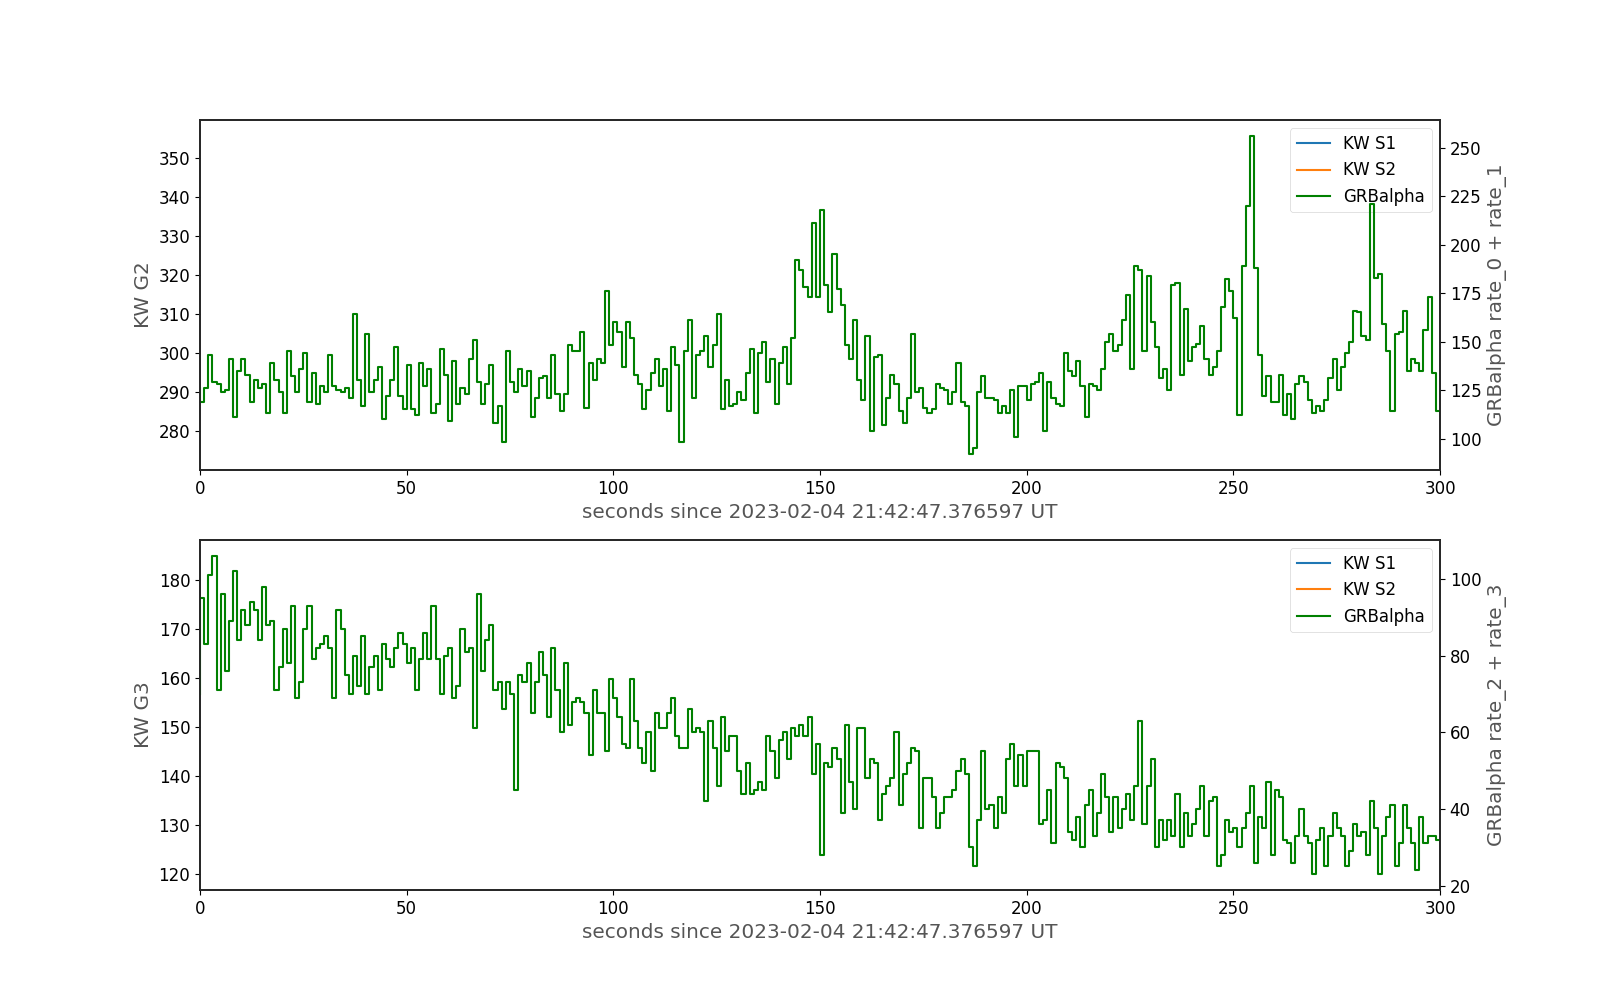 KW G2
350
340
330
320
310
300
290
280
KW S1
KW S2
GRBalpha
250
225
200
175
150
125
100
GRBalpha rate_0 + rate_1
0 50 100 150 200 250 300
seconds since 2023-02-04 21:42:47.376597 UT
KW G3
180
170
160
150
140
130
120
KW S1
KW S2
GRBalpha
100
80
60
40
20
GRBalpha rate_2 + rate_3
0 50 100 150 200 250 300
seconds since 2023-02-04 21:42:47.376597 UT